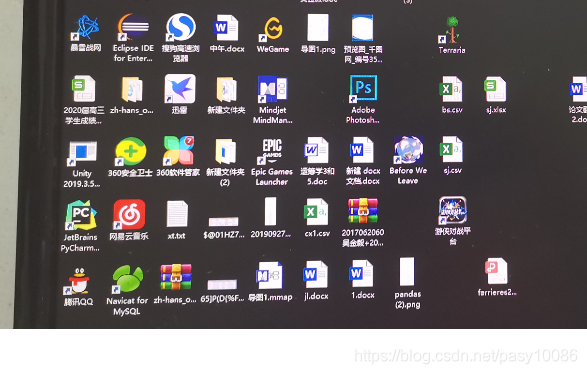 (3)
暴雪战网
Eclipse IDE
for Enter...
搜狗高速浏
览器
中午.docx
WeGame
导图1.png
预览图_千图
网_编号35...
Terraria
2020届高三
学生成绩...
zh-hans_o...
迅雷
新建文件夹
Mindjet
MindMan...
Ps
Adobe
Photosh...
bs.csv
sj.xlsx
论文
2.do
Unity
2019.3.5...
360安全卫士
360软件管家
新建文件夹
(2)
EPIC
GAMES
Epic Games
Launcher
遗传学3和
5.doc
新建 docx
文档.docx
Before We
Leave
sj.csv
PC
JetBrains
PyCharm...
网易云音乐
xt.txt
$@01HZ7...
20190927...
cx1.csv
2017062060
吴金毅+20...
游侠对战平
台
腾讯QQ
Navicat for
MySQL
zh-hans_o...
65JP(D(%F...
导图1.mmap
jl.docx
1.docx
pandas
(2).png
farrieres2...
https://blog.csdn.net/pasy10086